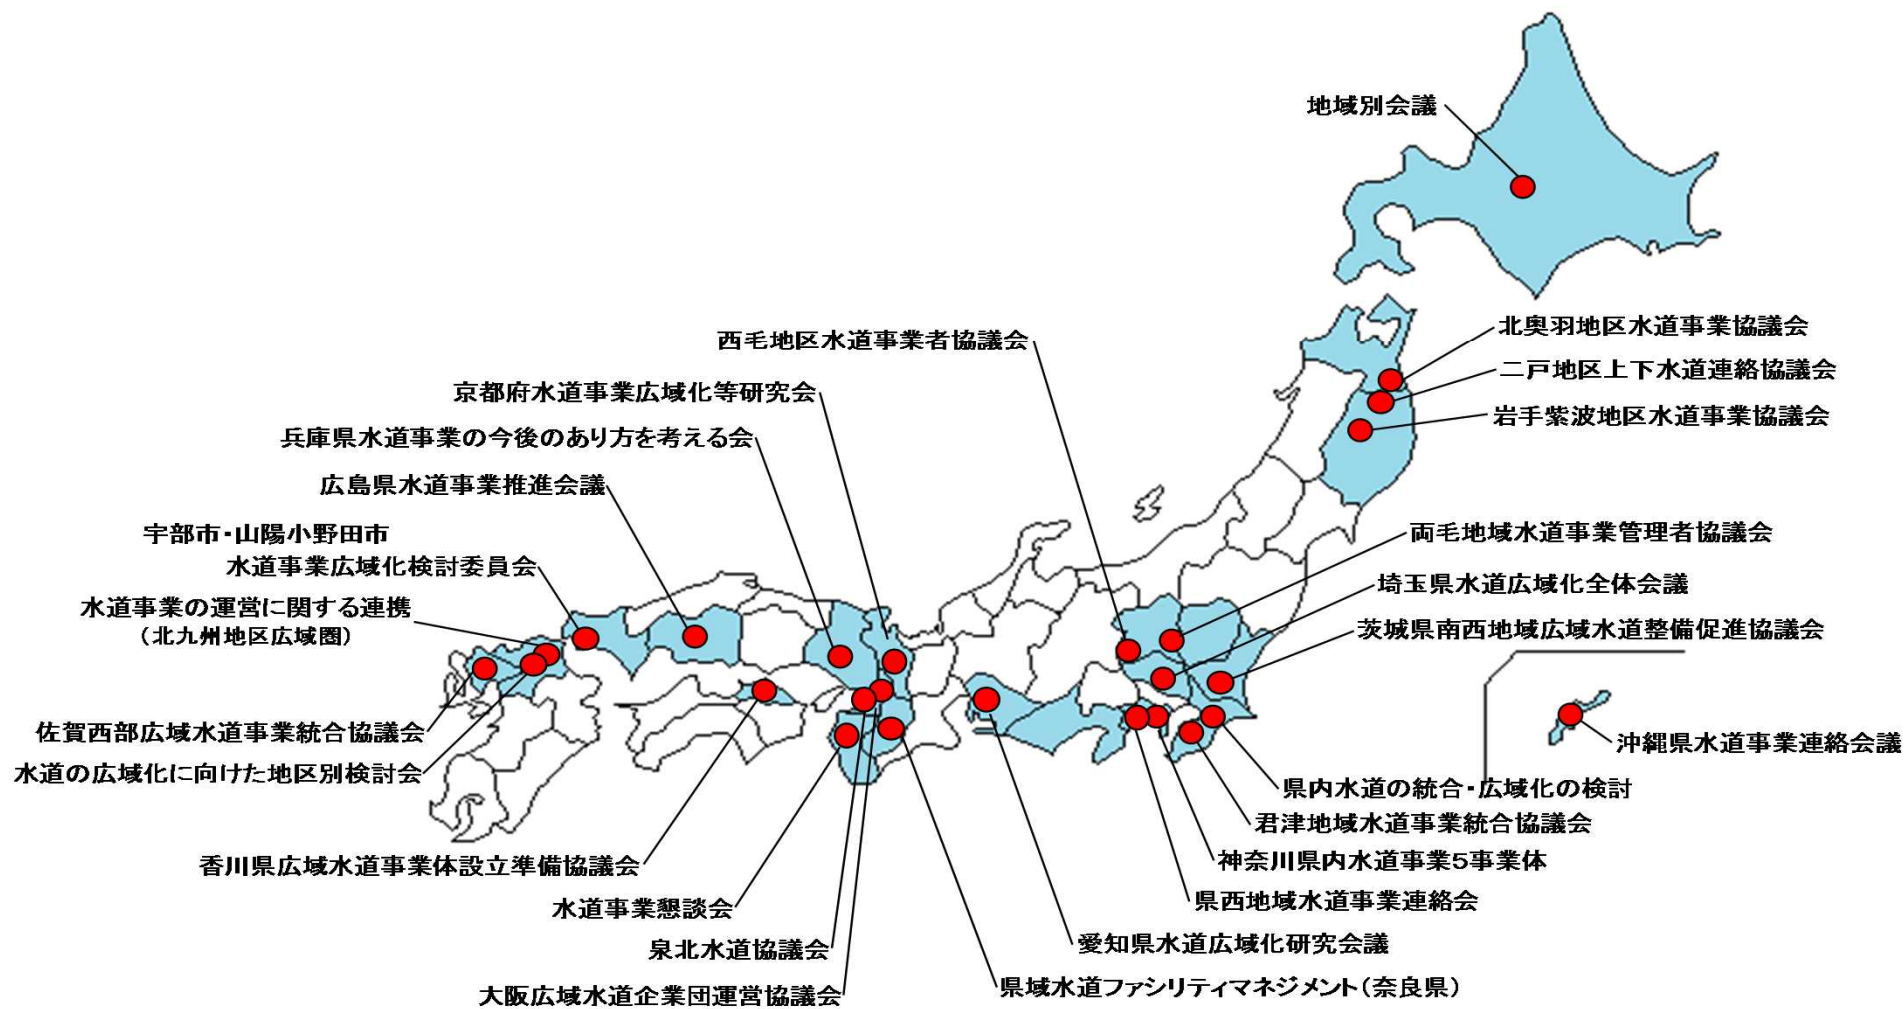 地域別会議
北奥羽地区水道事業協議会
二戸地区上下水道連絡協議会
岩手紫波地区水道事業協議会
西毛地区水道事業者協議会
京都府水道事業広域化等研究会
兵庫県水道事業の今後のあり方を考える会
広島県水道事業推進会議
宇部市・山陽小野田市
水道事業広域化検討委員会
水道事業の運営に関する連携
（北九州地区広域圏）
両毛地域水道事業管理者協議会
埼玉県水道広域化全体会議
茨城県南西地域広域水道整備促進協議会
佐賀西部広域水道事業統合協議会
水道の広域化に向けた地区別検討会
沖縄県水道事業連絡会議
県内水道の統合・広域化の検討
君津地域水道事業統合協議会
神奈川県内水道事業5事業体
県西地域水道事業連絡会
香川県広域水道事業体設立準備協議会
水道事業懇談会
泉北水道協議会
大阪広域水道企業団運営協議会
愛知県水道広域化研究会議
県域水道ファシリティマネジメント（奈良県）